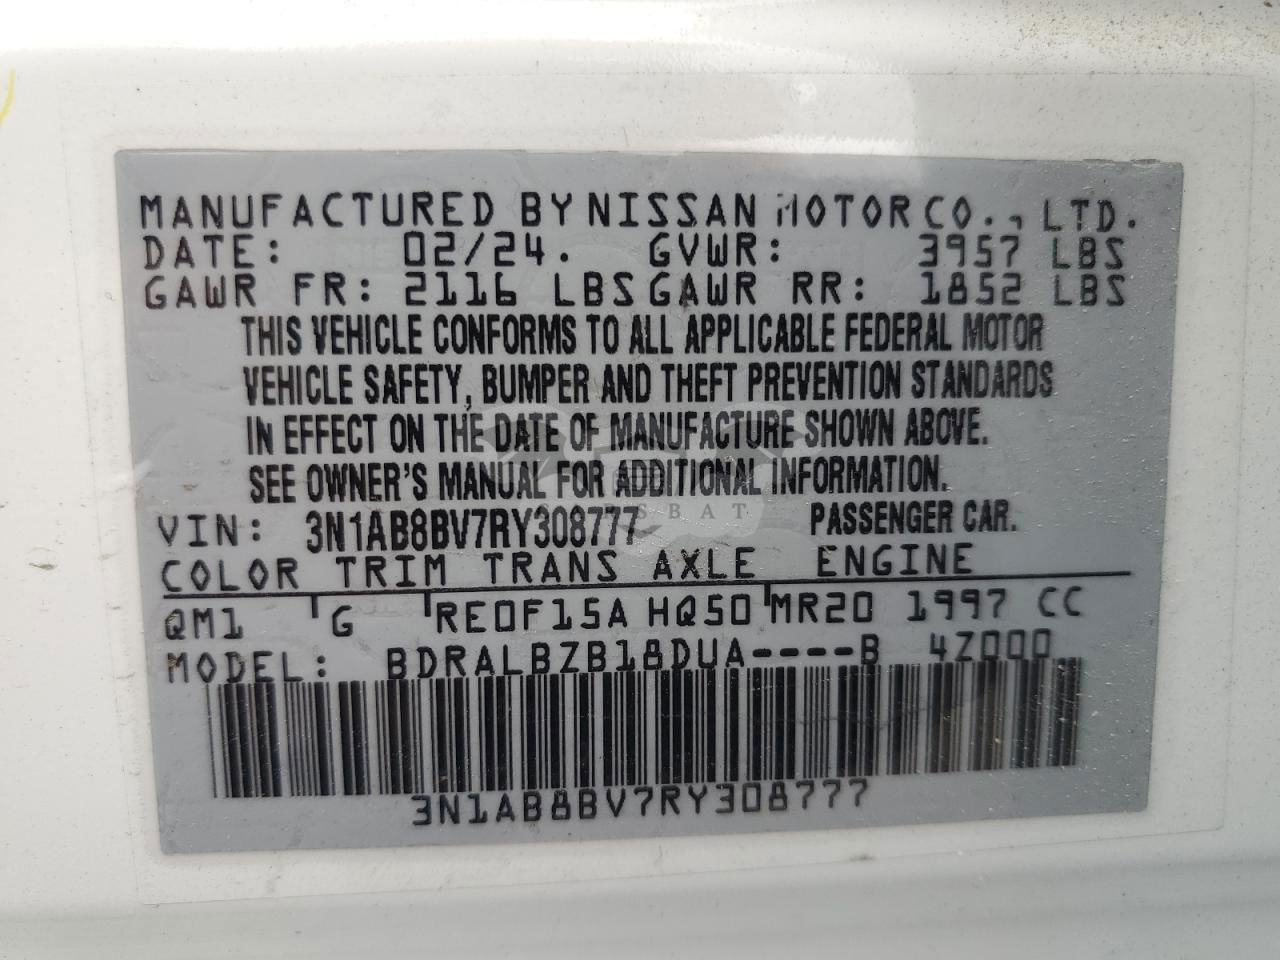 MANUFACTURED BY NISSAN MOTOR CO., LTD.
DATE: 02/24. GVWR: 3957 LBS
GAWR FR: 2116 LBS GAWR RR: 1852 LBS
THIS VEHICLE CONFORMS TO ALL APPLICABLE FEDERAL MOTOR
VEHICLE SAFETY, BUMPER AND THEFT PREVENTION STANDARDS
IN EFFECT ON THE DATE OF MANUFACTURE SHOWN ABOVE.
SEE OWNER'S MANUAL FOR ADDITIONAL INFORMATION.
VIN: 3N1AB8BV7RY308777 PASSENGER CAR.
COLOR TRIM TRANS AXLE ENGINE
QM1 G RE0F15A HQ50 MR20 1997 CC
MODEL: BDRALBZB18DUA----B 4Z000
3N1AB8BV7RY308777